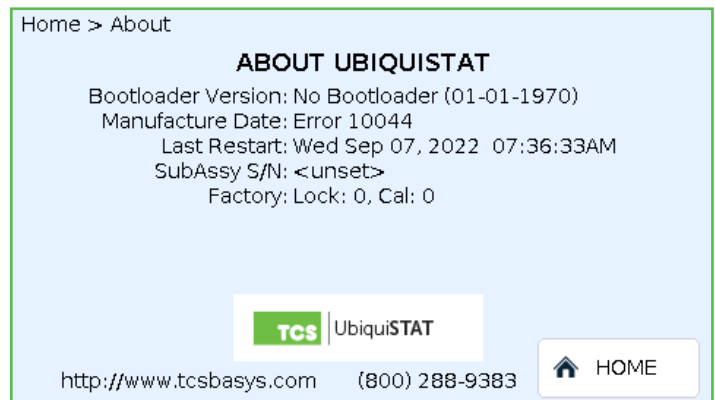 Home > About
ABOUT UBIQUISTAT
Bootloader Version: No Bootloader (01-01-1970)
Manufacture Date: Error 10044
Last Restart: Wed Sep 07, 2022 07:36:33AM
SubAssy S/N: <unset>
Factory: Lock: 0, Cal: 0
TCS UbiquiSTAT
HOME
http://www.tcsbasys.com (800) 288-9383